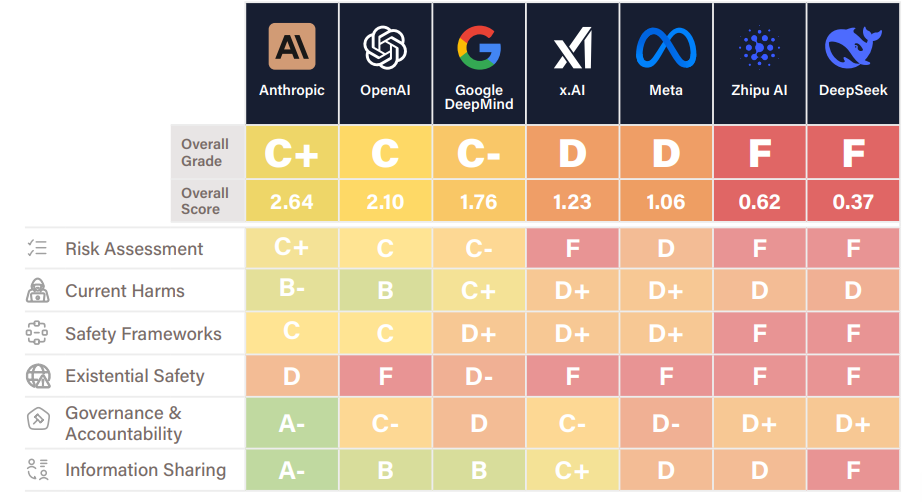 Anthropic OpenAI Google DeepMind x.AI Meta Zhipu AI DeepSeek
Overall Grade C+ C C- D D F F
Overall Score 2.64 2.10 1.76 1.23 1.06 0.62 0.37
Risk Assessment C+ C C- F D F F
Current Harms B- B C+ D+ D+ D D
Safety Frameworks C C D+ D+ D+ F F
Existential Safety D F D- F F F F
Governance & Accountability A- C- D C- D- D+ D+
Information Sharing A- B B C+ D D F